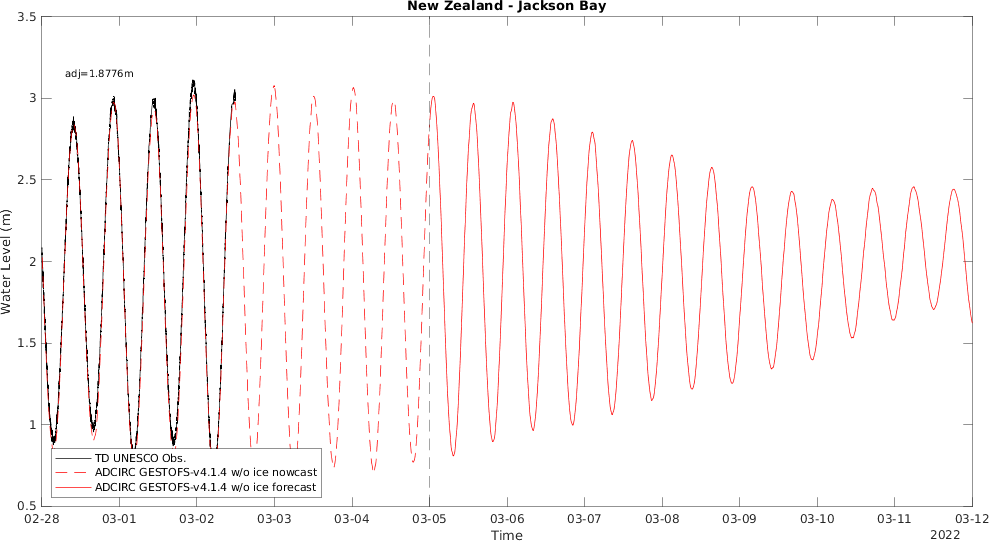 New Zealand - Jackson Bay
adj=1.8776m
3.5
3
2.5
2
1.5
1
0.5
Water Level (m)
TD UNESCO Obs.
ADCIRC GESTOFS-v4.1.4 w/o ice nowcast
ADCIRC GESTOFS-v4.1.4 w/o ice forecast
02-28 03-01 03-02 03-03 03-04 03-05 03-06 03-07 03-08 03-09 03-10 03-11 03-12
Time
2022